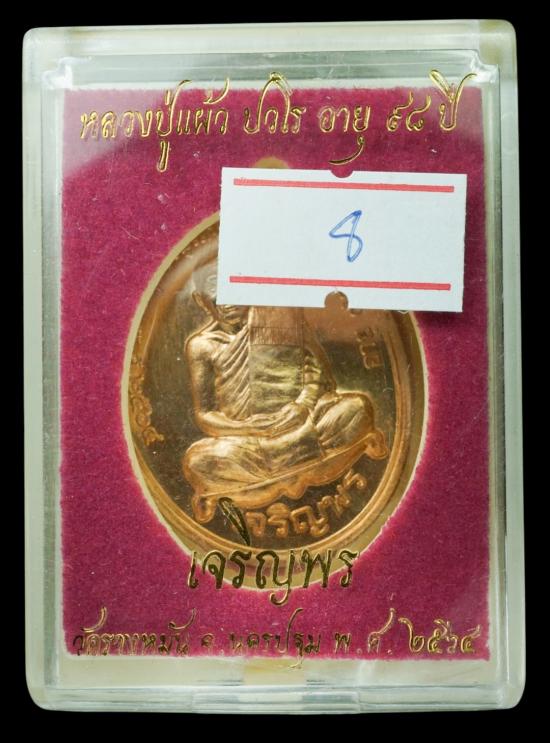 หลวงปู่แผ้ว ปวโร อายุ ๙๘ ปี
8
เจริญพร
เจริญพร
วัดรางหมัน จ.นครปฐม พ.ศ.๒๕๖๔